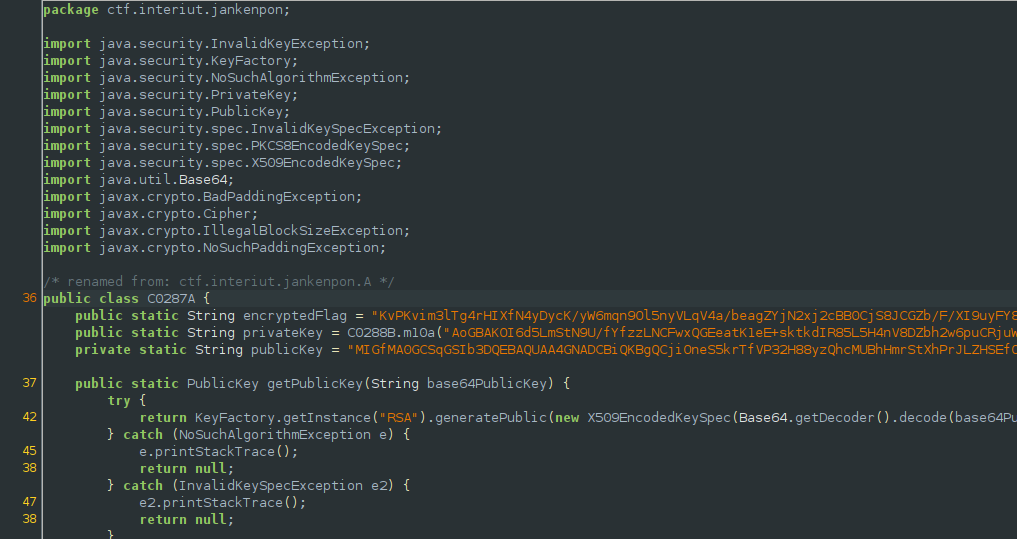 package ctf.interiut.jankenpon;
import java.security.InvalidKeyException;
import java.security.KeyFactory;
import java.security.NoSuchAlgorithmException;
import java.security.PrivateKey;
import java.security.PublicKey;
import java.security.spec.InvalidKeySpecException;
import java.security.spec.PKCS8EncodedKeySpec;
import java.security.spec.X509EncodedKeySpec;
import java.util.Base64;
import javax.crypto.BadPaddingException;
import javax.crypto.Cipher;
import javax.crypto.IllegalBlockSizeException;
import javax.crypto.NoSuchPaddingException;
/* renamed from: ctf.interiut.jankenpon.A */
36 public class C0287A {
public static String encryptedFlag = "KvPKvim3lTg4rHIXfN4yDycK/yW6mqn9Ol5nyVLqV4a/beagZYjN2xj2cBBOCjS8JCGZb/F/XI9uyFY8
public static String privateKey = C0288B.m10a("AoGBAKOI6d5LmStN9U/fYfzzLNCFwxQGEeatK1eE+sktkdIR85L5H4nV8DZbh2w6puCRjuW
private static String publicKey = "MIGfMA0GCSqGSIb3DQEBAQUAA4GNADCBiQKBgQCjiOneS5krTfVP32H88yzQhcMUBhHmrStXhPrJLZHSEfC
37 public static PublicKey getPublicKey(String base64PublicKey) {
try {
42 return KeyFactory.getInstance("RSA").generatePublic(new X509EncodedKeySpec(Base64.getDecoder().decode(base64Pu
} catch (NoSuchAlgorithmException e) {
45 e.printStackTrace();
38 return null;
} catch (InvalidKeySpecException e2) {
47 e2.printStackTrace();
38 return null;
}